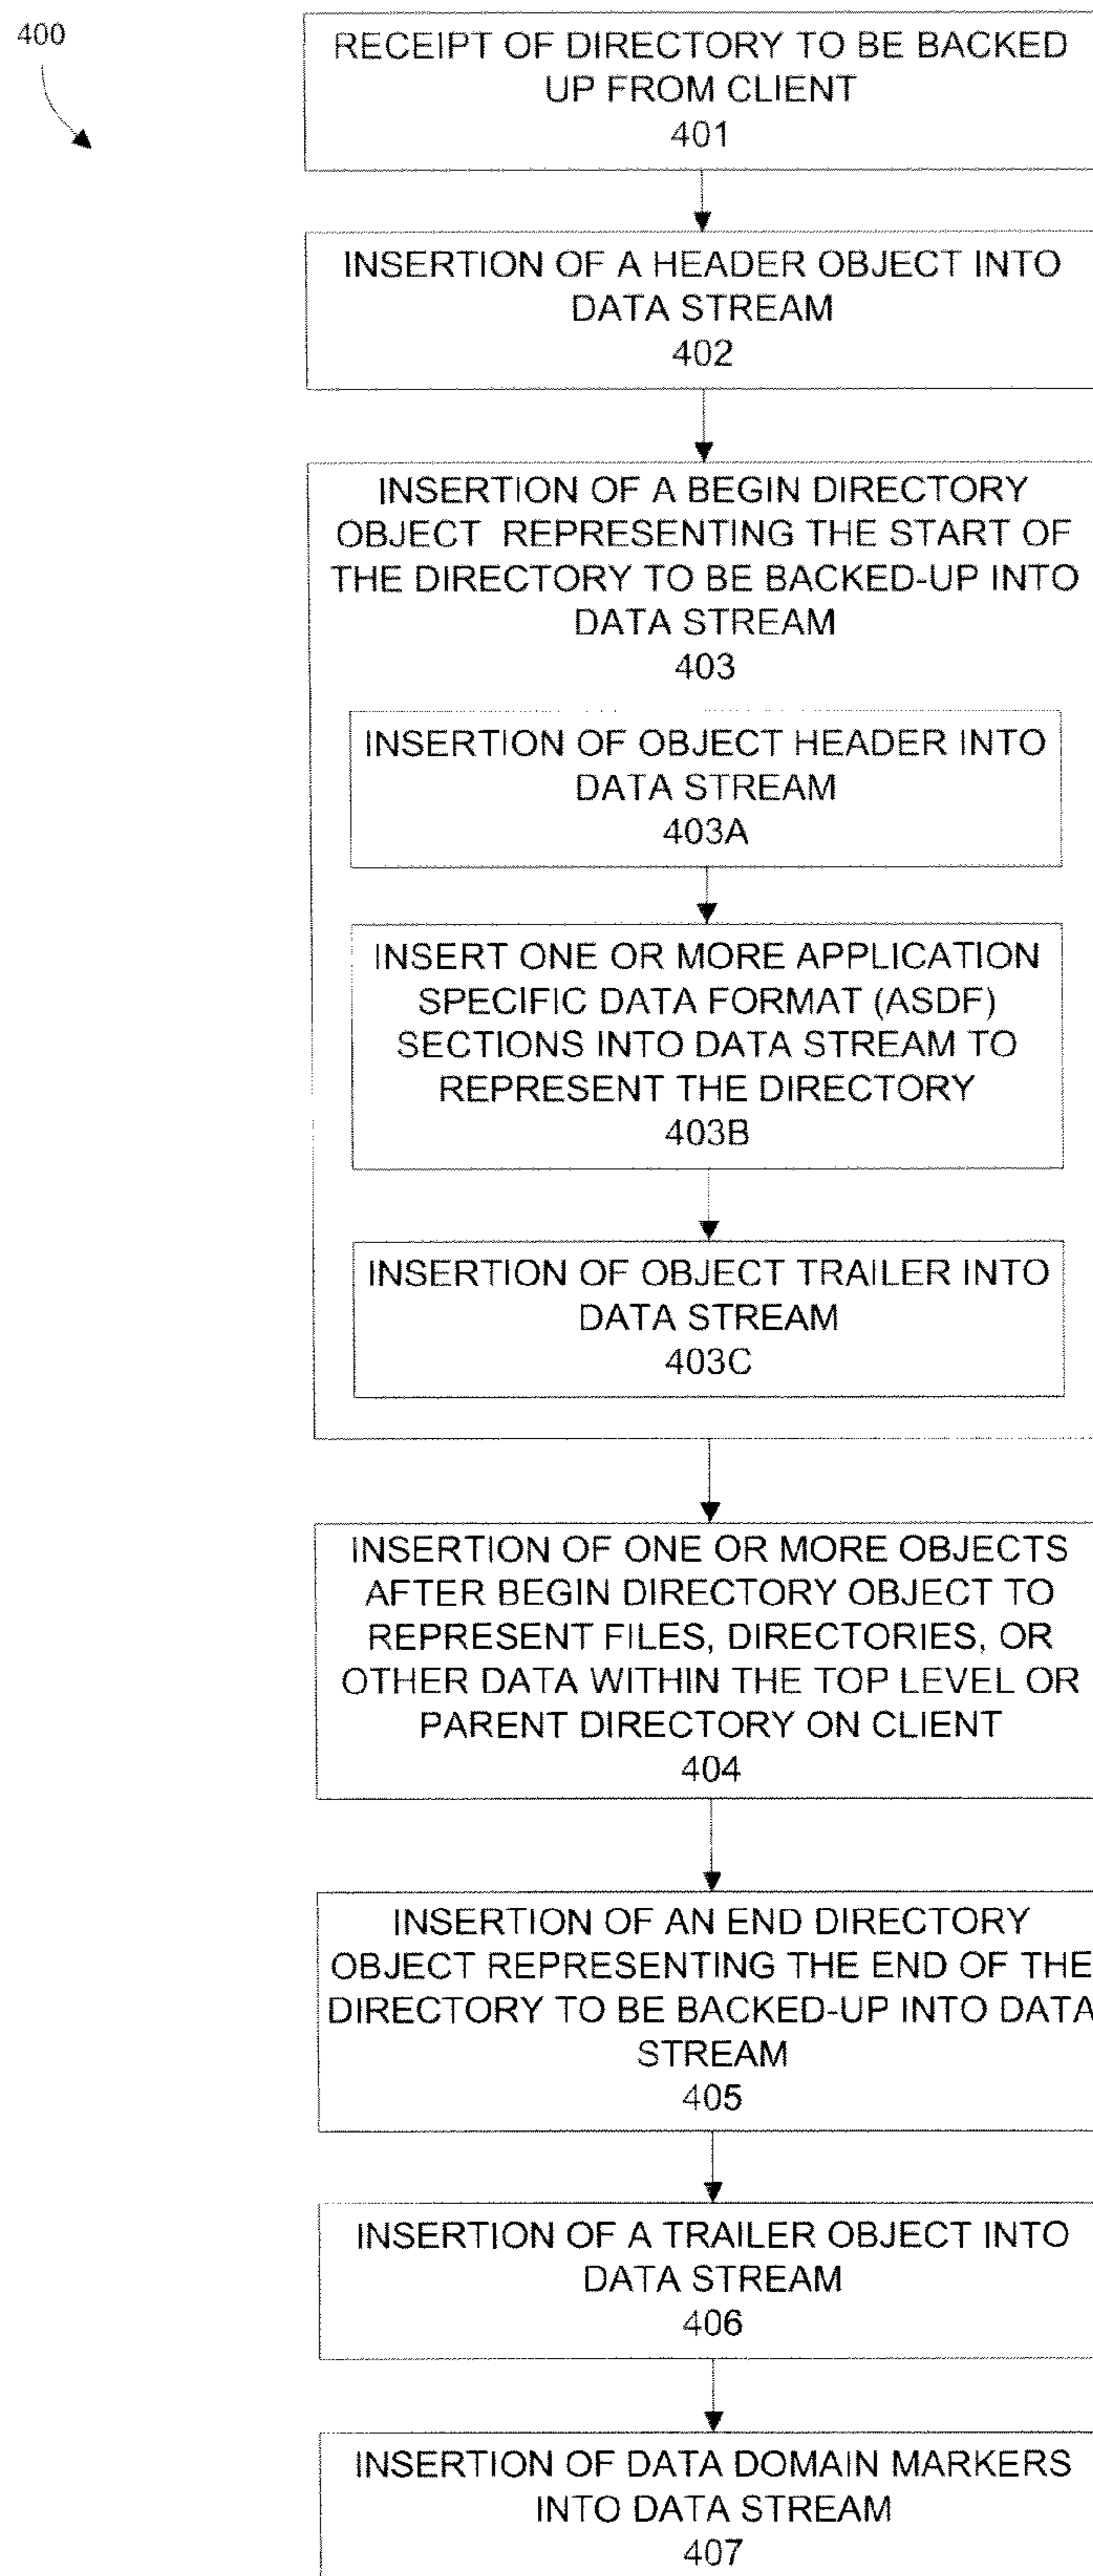 400
RECEIPT OF DIRECTORY TO BE BACKED
UP FROM CLIENT
401
INSERTION OF A HEADER OBJECT INTO
DATA STREAM
402
INSERTION OF A BEGIN DIRECTORY
OBJECT REPRESENTING THE START OF
THE DIRECTORY TO BE BACKED-UP INTO
DATA STREAM
403
INSERTION OF OBJECT HEADER INTO
DATA STREAM
403A
INSERT ONE OR MORE APPLICATION
SPECIFIC DATA FORMAT (ASDF)
SECTIONS INTO DATA STREAM TO
REPRESENT THE DIRECTORY
403B
INSERTION OF OBJECT TRAILER INTO
DATA STREAM
403C
INSERTION OF ONE OR MORE OBJECTS
AFTER BEGIN DIRECTORY OBJECT TO
REPRESENT FILES, DIRECTORIES, OR
OTHER DATA WITHIN THE TOP LEVEL OR
PARENT DIRECTORY ON CLIENT
404
INSERTION OF AN END DIRECTORY
OBJECT REPRESENTING THE END OF THE
DIRECTORY TO BE BACKED-UP INTO DATA
STREAM
405
INSERTION OF A TRAILER OBJECT INTO
DATA STREAM
406
INSERTION OF DATA DOMAIN MARKERS
INTO DATA STREAM
407